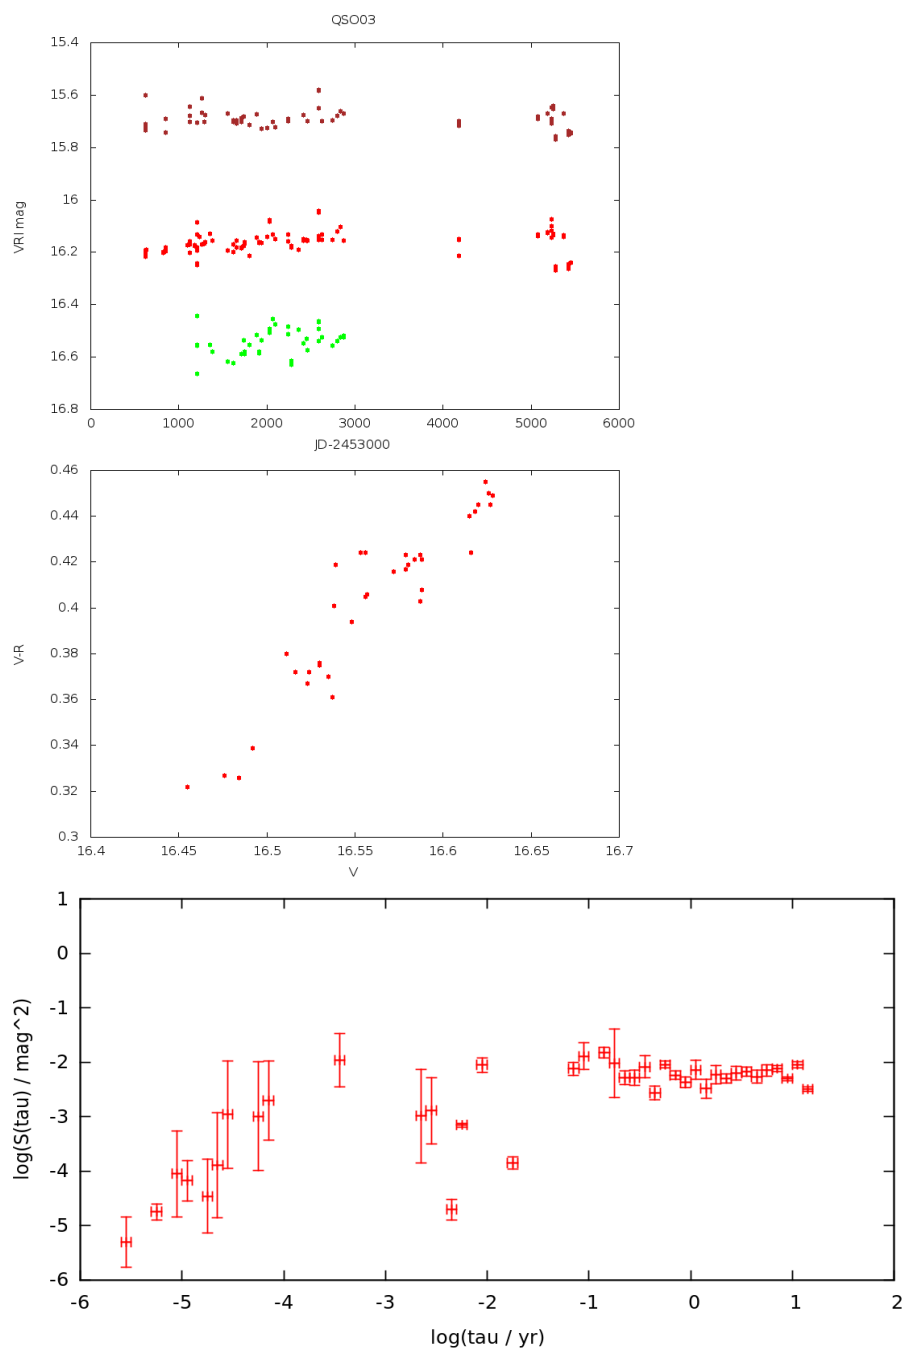 QSO03
15.4
15.6
15.8
16
16.2
16.4
16.6
16.8
VRI mag
0 1000 2000 3000 4000 5000 6000
JD-2453000
0.46
0.44
0.42
0.4
0.38
0.36
0.34
0.32
0.3
V-R
16.4 16.45 16.5 16.55 16.6 16.65 16.7
V
1
0
-1
-2
-3
-4
-5
-6
log(S(tau) / mag^2)
-6 -5 -4 -3 -2 -1 0 1 2
log(tau / yr)